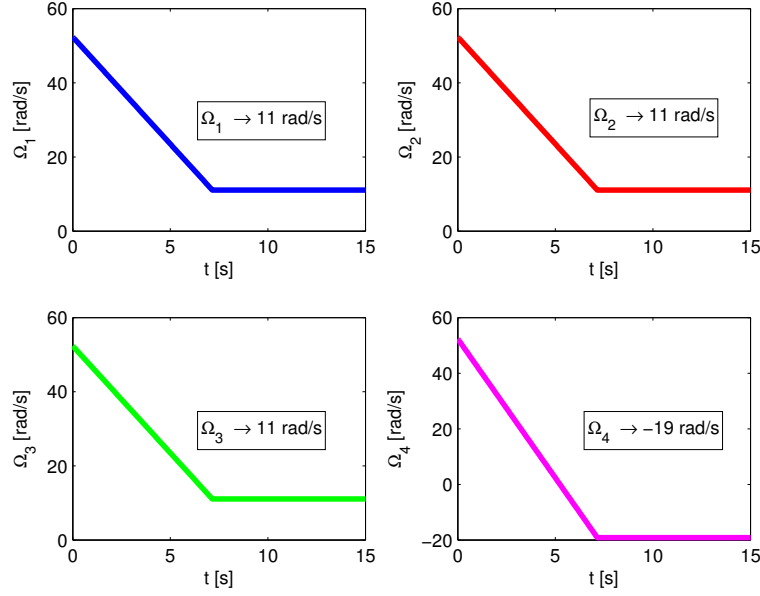 60
40
20
0
Ω1 [rad/s]
Ω1 → 11 rad/s
0 5 10 15
t [s]
60
40
20
0
Ω2 [rad/s]
Ω2 → 11 rad/s
0 5 10 15
t [s]
60
40
20
0
Ω3 [rad/s]
Ω3 → 11 rad/s
0 5 10 15
t [s]
60
40
20
0
−20
Ω4 [rad/s]
Ω4 → −19 rad/s
0 5 10 15
t [s]